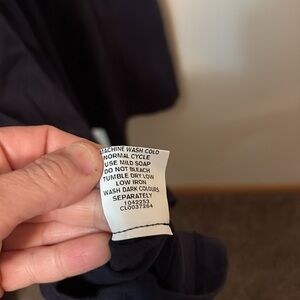 MACHINE WASH COLD
NORMAL CYCLE
USE MILD SOAP
DO NOT BLEACH
TUMBLE DRY LOW
LOW IRON
WASH DARK COLOURS
SEPARATELY
1042253
CL0037264